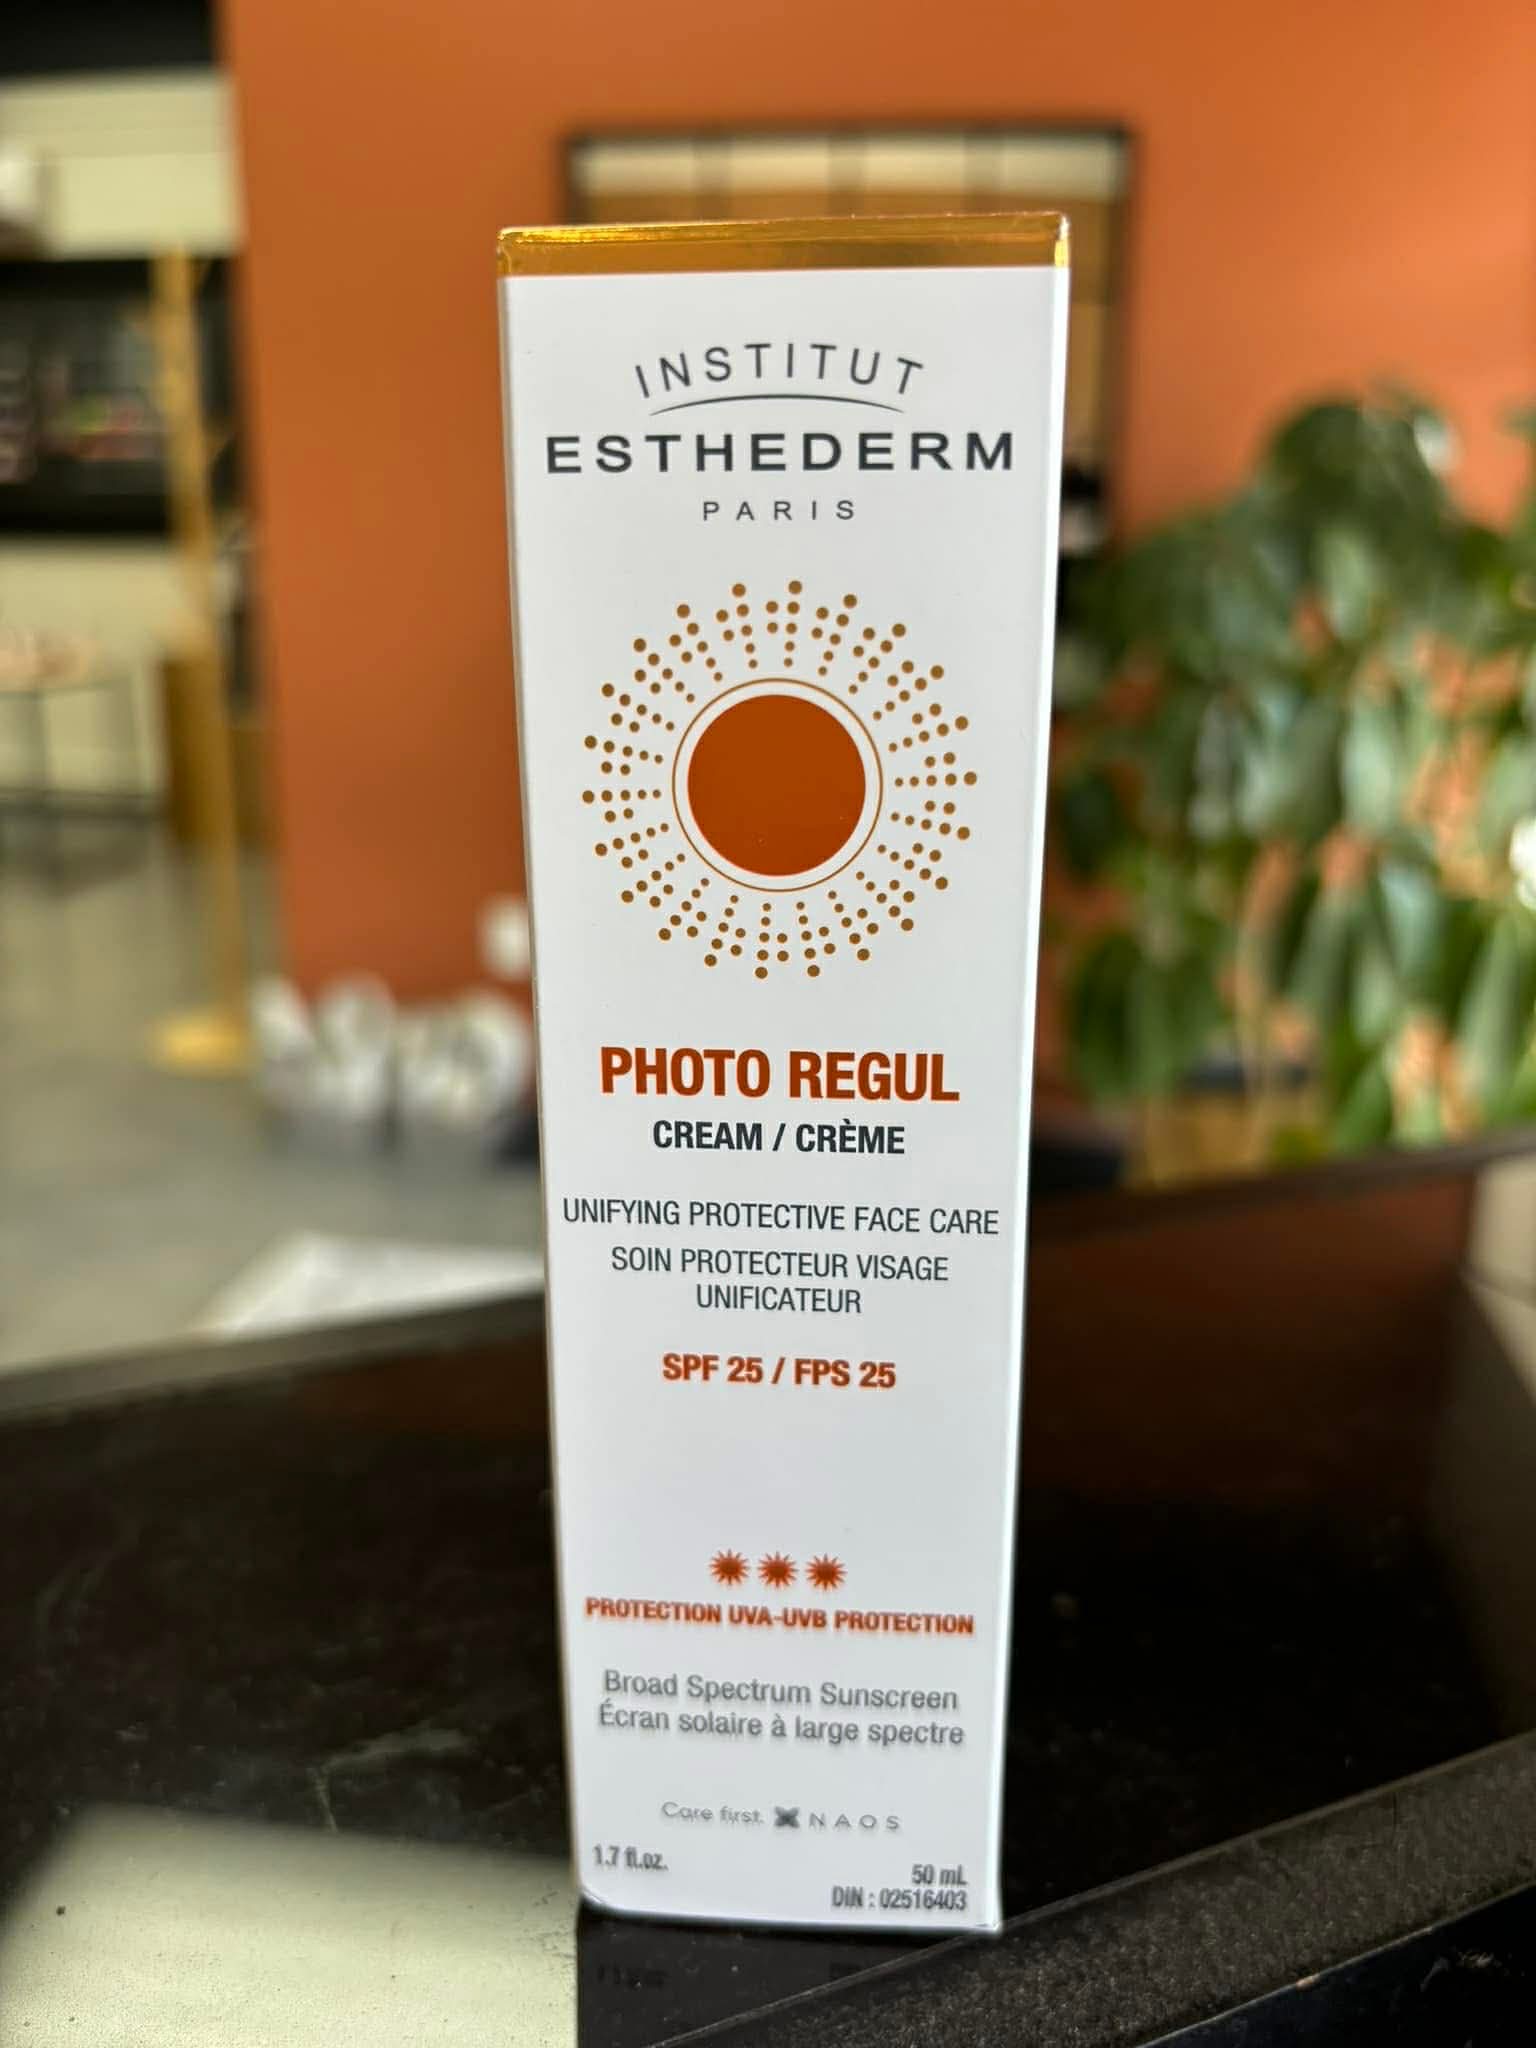 INSTITUT
ESTHEDERM
PARIS
PHOTO REGUL
CREAM / CRÈME
UNIFYING PROTECTIVE FACE CARE
SOIN PROTECTEUR VISAGE
UNIFICATEUR
SPF 25 / FPS 25
PROTECTION UVA-UVB PROTECTION
Broad Spectrum Sunscreen
Écran solaire à large spectre
Care first. NAOS
1.7 fl.oz.
50 mL
DIN : 02516403